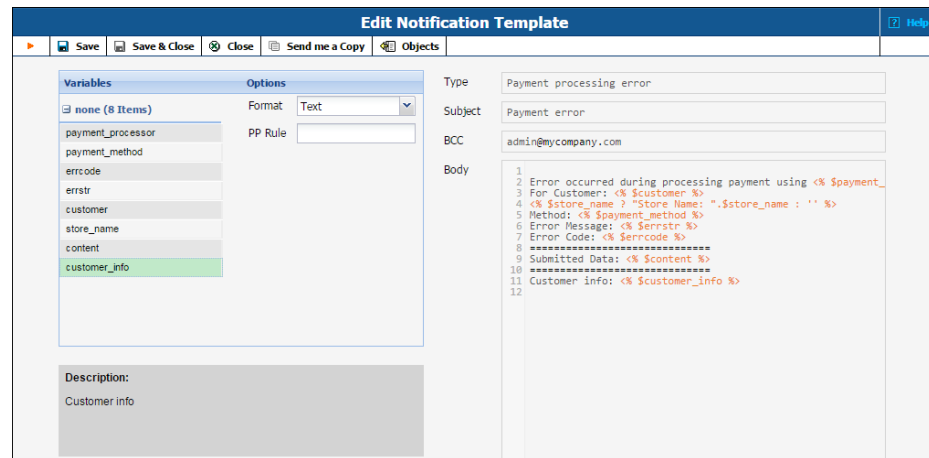 Edit Notification Template
? Help
Save Save & Close Close Send me a Copy Objects
Variables Options
none (8 Items)
payment_processor
payment_method
errcode
errstr
customer
store_name
content
customer_info
Format Text
PP Rule
Description:
Customer info
Type Payment processing error
Subject Payment error
BCC admin@mycompany.com
Body
1
2 Error occurred during processing payment using <% $payment_
3 For Customer: <% $customer %>
4 <% $store_name ? "Store Name: ".$store_name : '' %>
5 Method: <% $payment_method %>
6 Error Message: <% $errstr %>
7 Error Code: <% $errcode %>
8 ==============================
9 Submitted Data: <% $content %>
10 ==============================
11 Customer info: <% $customer_info %>
12